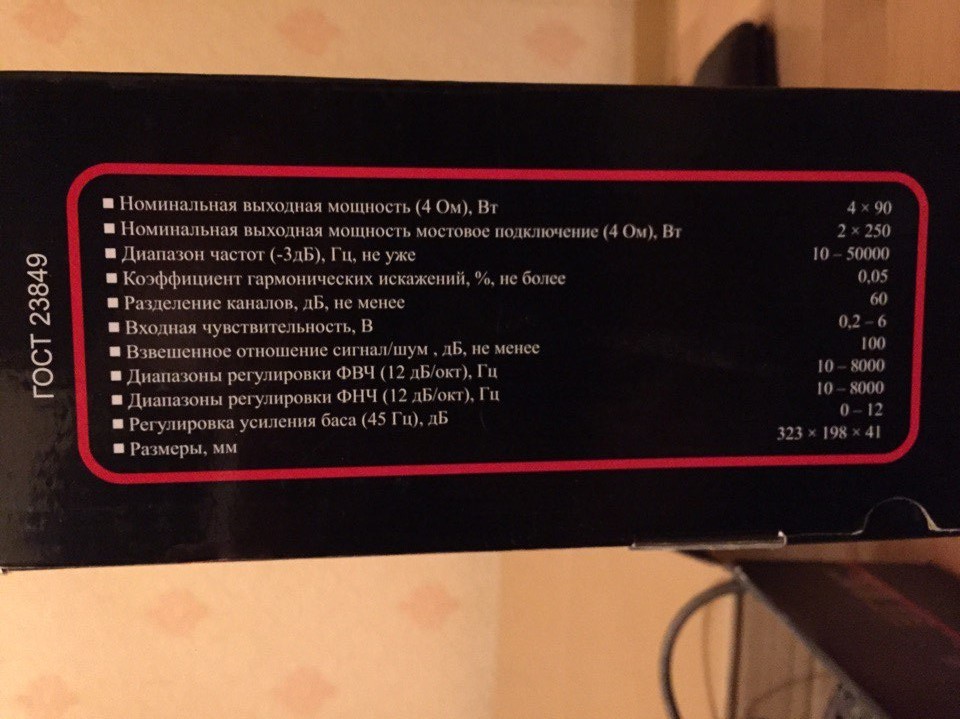 ГОСТ 23849
■ Номинальная выходная мощность (4 Ом), Вт 4 × 90
■ Номинальная выходная мощность мостовое подключение (4 Ом), Вт 2 × 250
■ Диапазон частот (-3дБ), Гц, не уже 10 – 50000
■ Коэффициент гармонических искажений, %, не более 0,05
■ Разделение каналов, дБ, не менее 60
■ Входная чувствительность, В 0,2 – 6
■ Взвешенное отношение сигнал/шум , дБ, не менее 100
■ Диапазоны регулировки ФВЧ (12 дБ/окт), Гц 10 – 8000
■ Диапазоны регулировки ФНЧ (12 дБ/окт), Гц 10 – 8000
■ Регулировка усиления баса (45 Гц), дБ 0 – 12
■ Размеры, мм 323 × 198 × 41